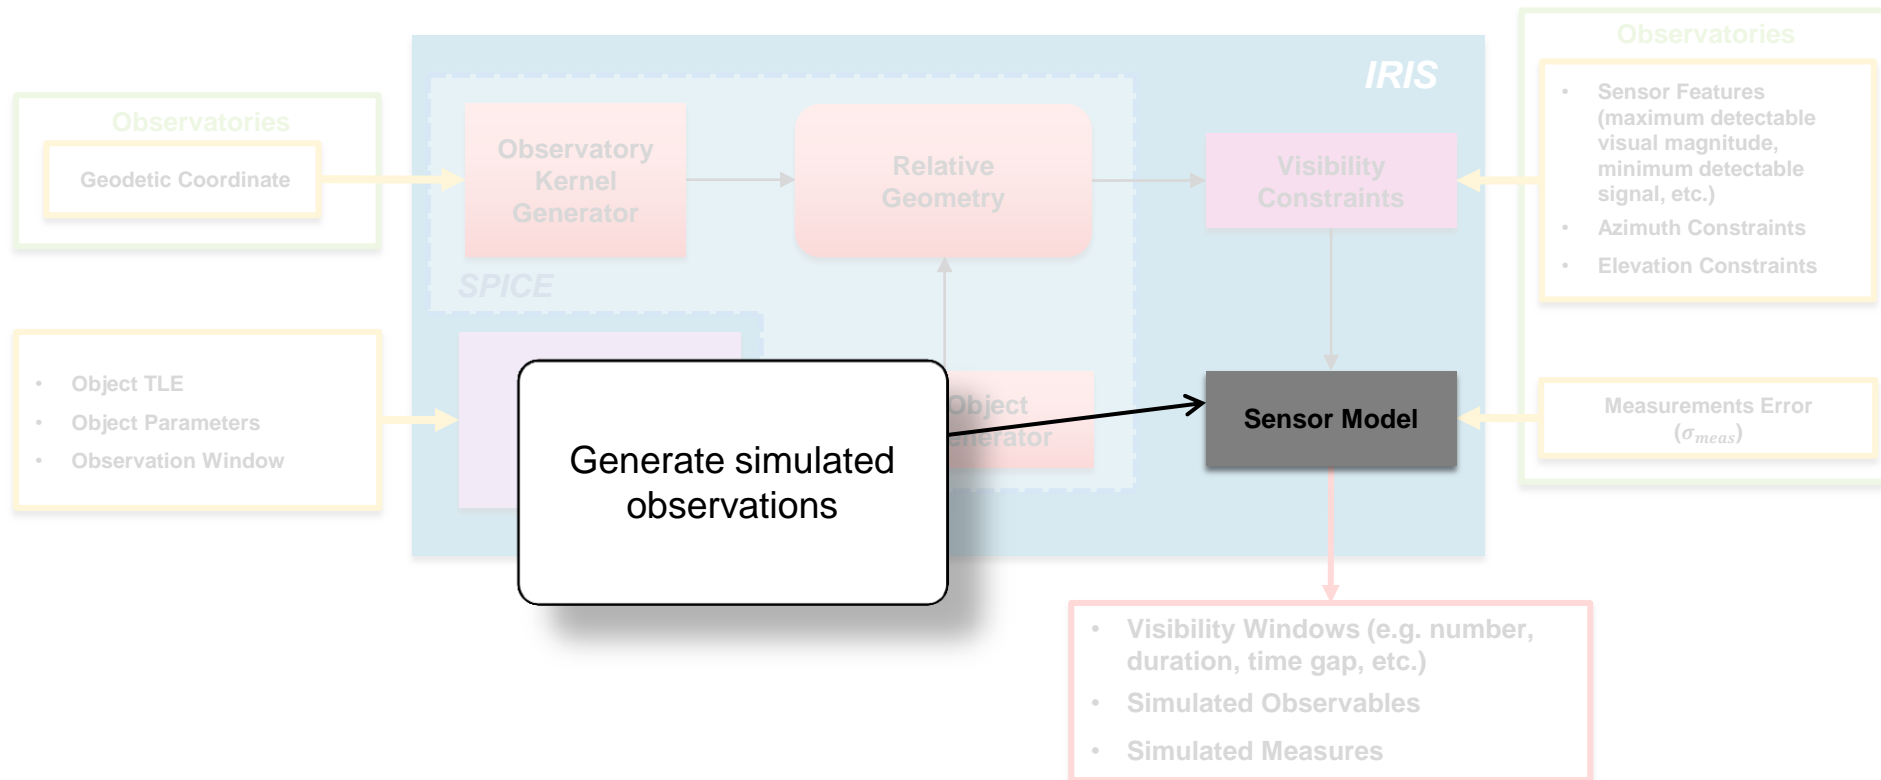 Observatories
Geodetic Coordinate
• Object TLE
• Object Parameters
• Observation Window
IRIS
Observatory
Kernel
Generator
Relative
Geometry
Visibility
Constraints
SPICE
Object
Generate simulated
observations
Sensor Model
Observatories
• Sensor Features
(maximum detectable
visual magnitude,
minimum detectable
signal, etc.)
• Azimuth Constraints
• Elevation Constraints
Measurements Error
(σmeas)
• Visibility Windows (e.g. number,
duration, time gap, etc.)
• Simulated Observables
• Simulated Measures